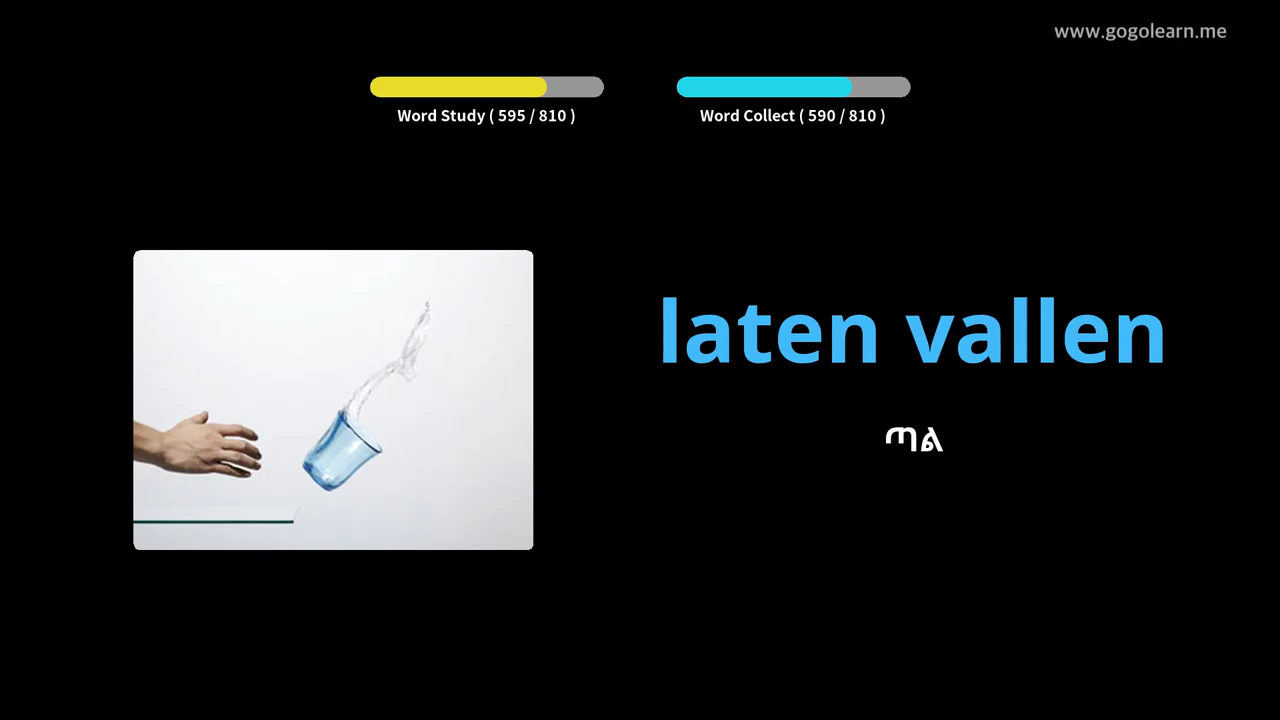 www.gogolearn.me
Word Study ( 595 / 810 )
Word Collect ( 590 / 810 )
laten vallen
ጣል